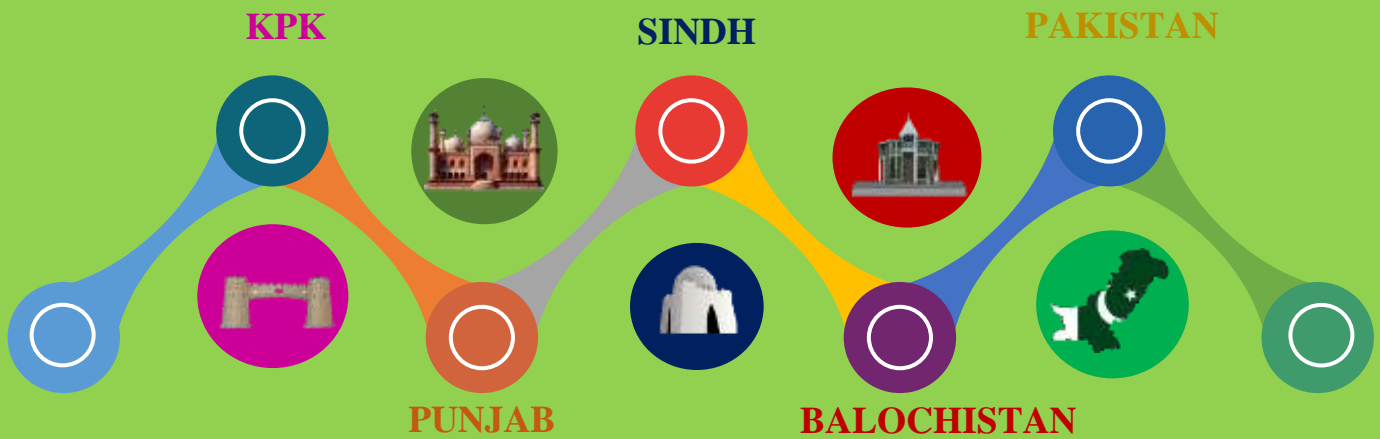 KPK
SINDH
PAKISTAN
PUNJAB
BALOCHISTAN